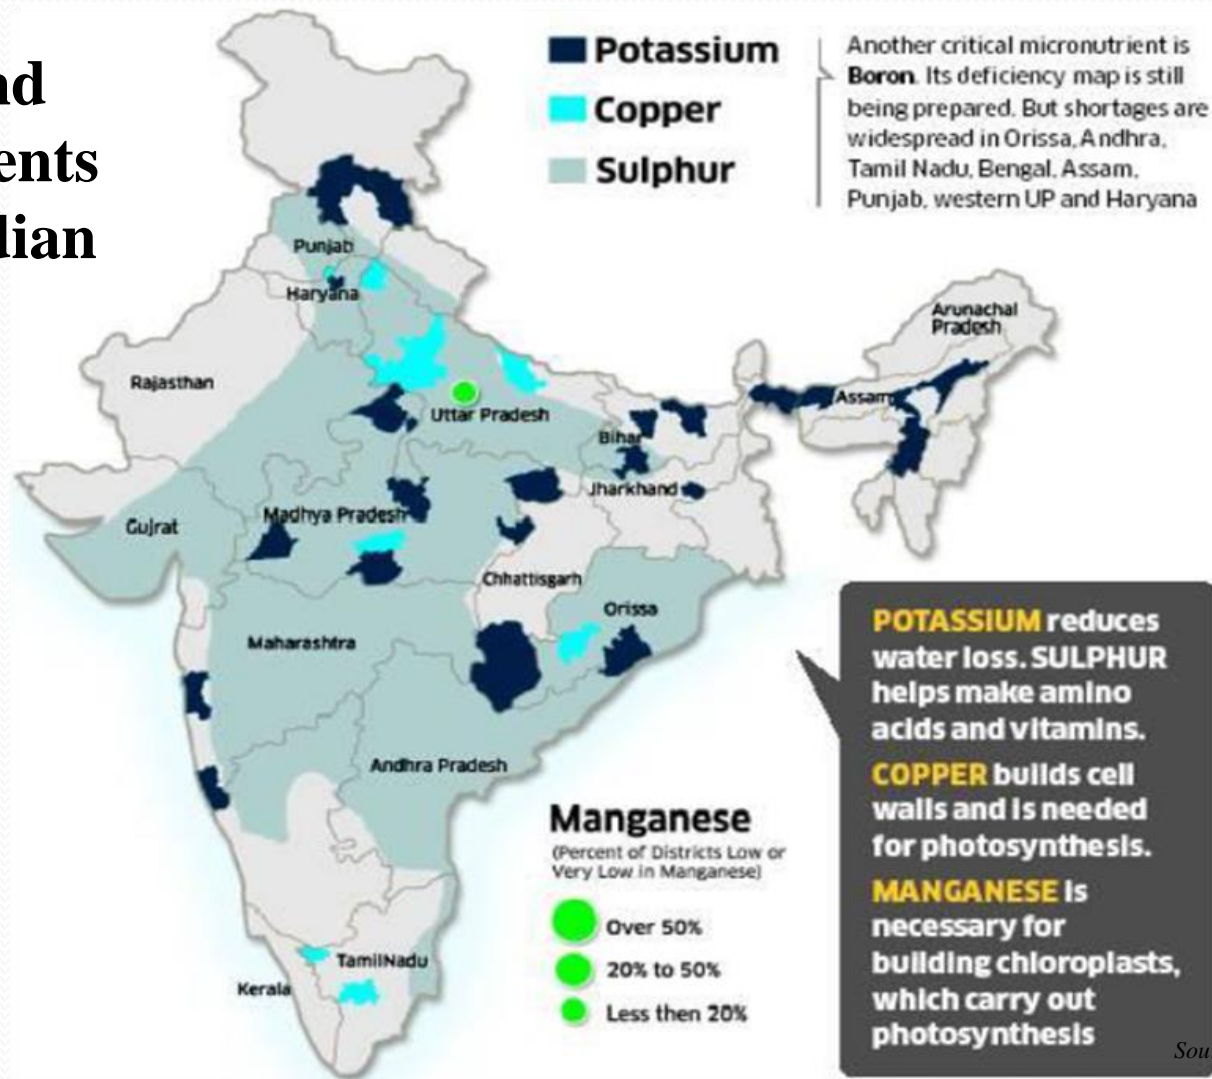 nd
ents
dian
Potassium
Copper
Sulphur
Another critical micronutrient is
Boron. Its deficiency map is still
being prepared. But shortages are
widespread in Orissa, Andhra,
Tamil Nadu, Bengal, Assam,
Punjab, western UP and Haryana
Punjab
Haryana
Rajasthan
Uttar Pradesh
Arunachal
Pradesh
Assam
Bihar
Jharkhand
Gujrat
Madhya Pradesh
Chhattisgarh
Orissa
Maharashtra
Andhra Pradesh
TamilNadu
Kerala
Manganese
(Percent of Districts Low or
Very Low in Manganese)
Over 50%
20% to 50%
Less then 20%
POTASSIUM reduces
water loss. SULPHUR
helps make amino
acids and vitamins.
COPPER builds cell
walls and is needed
for photosynthesis.
MANGANESE is
necessary for
building chloroplasts,
which carry out
photosynthesis
Sou